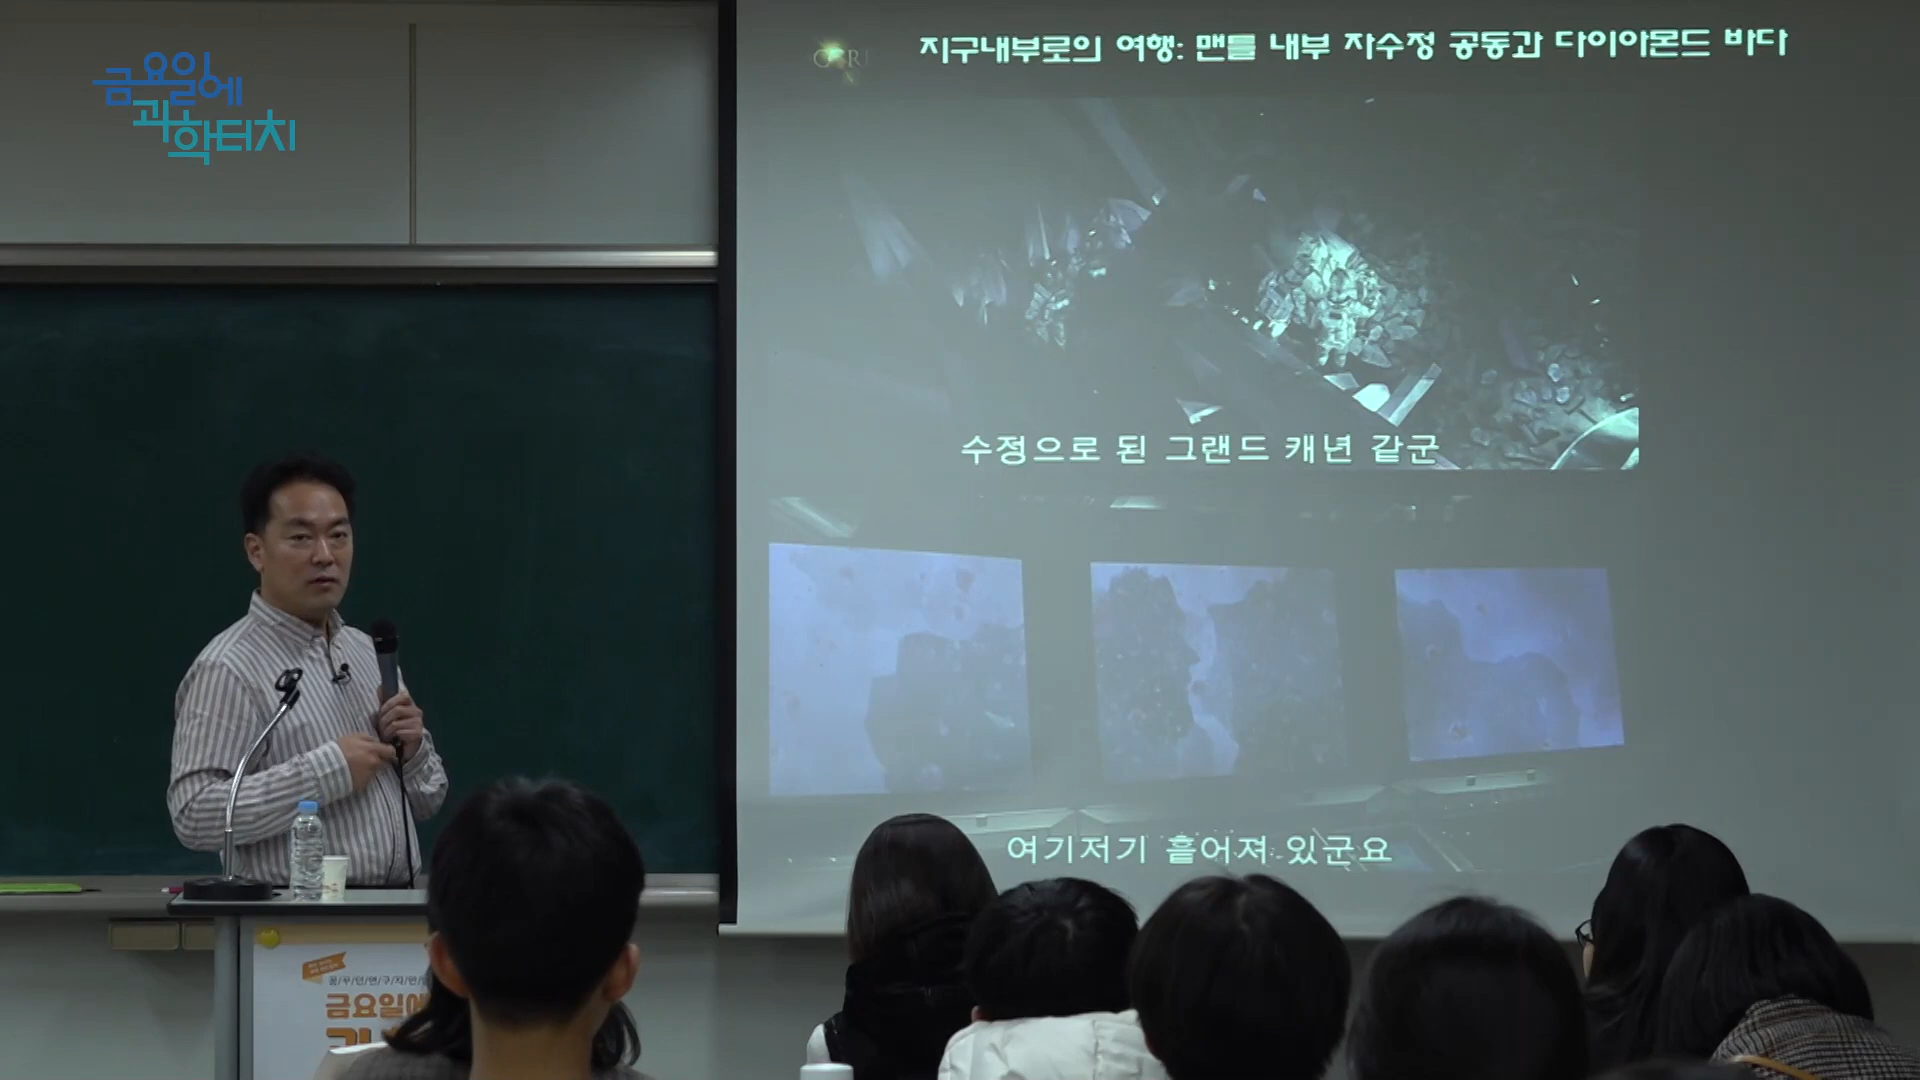 금요일에
과학터치
지구내부로의 여행: 맨틀 내부 자수정 공동과 다이아몬드 바다
수정으로 된 그랜드 캐년 같군
여기저기 흩어져 있군요
금요일에